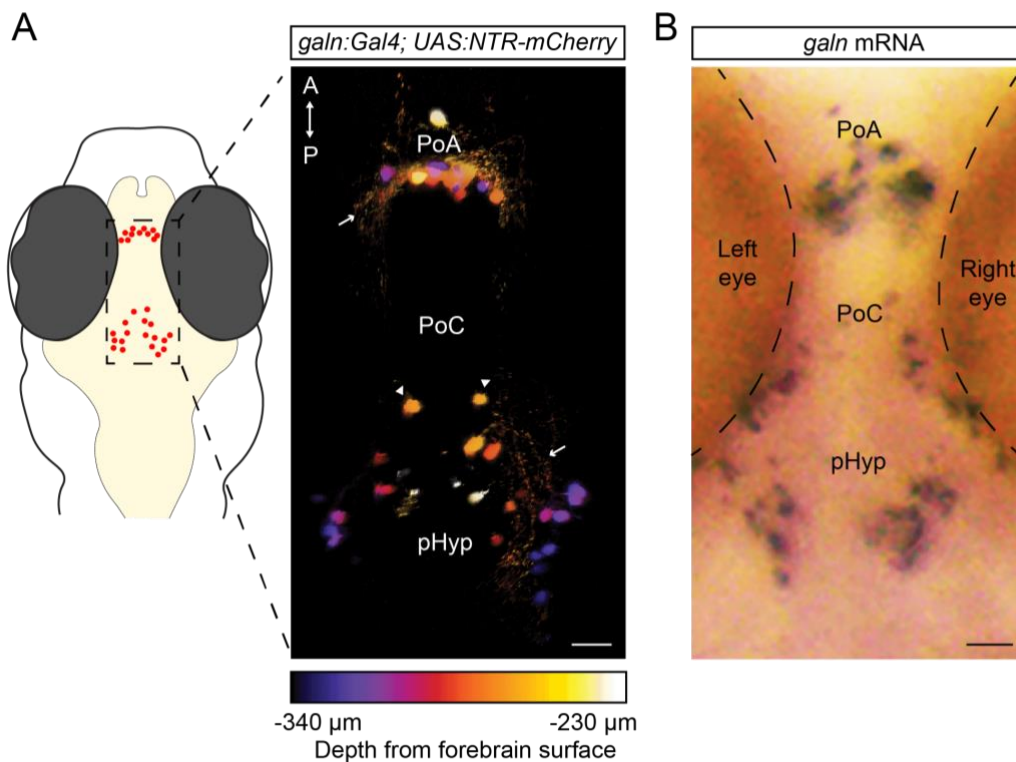 A
galn:Gal4; UAS:NTR-mCherry
A
P
PoA
PoC
pHyp
-340 µm
-230 µm
Depth from forebrain surface
B
galn mRNA
PoA
Left
eye
Right
eye
PoC
pHyp